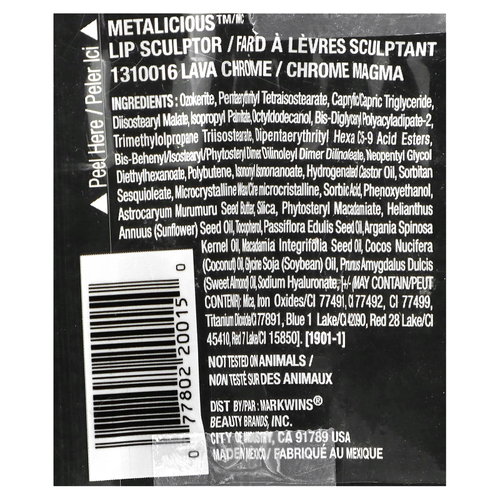 METALICIOUS™/MC
LIP SCULPTOR / FARD À LÈVRES SCULPTANT
1310016 LAVA CHROME / CHROME MAGMA
Peel Here / Peler Ici
INGREDIENTS : Ozokerite, Pentaerythrityl Tetraisostearate, Caprylic/Capric Triglyceride,
Diisostearyl Malate, Isopropyl Palmitate, Octyldodecanol, Bis-Diglyceryl Polyacyladipate-2,
Trimethylolpropane Triisostearate, Dipentaerythrityl Hexa C5-9 Acid Esters,
Bis-Behenyl/Isostearyl/Phytosteryl Dimer Dilinoleyl Dimer Dilinoleate, Neopentyl Glycol
Diethylhexanoate, Polybutene, Isononyl Isononanoate, Hydrogenated Castor Oil, Sorbitan
Sesquioleate, Microcrystalline Wax/Cire microcristalline, Sorbic Acid, Phenoxyethanol,
Astrocaryum Murumuru Seed Butter, Silica, Phytosteryl Macadamiate, Helianthus
Annuus (Sunflower) Seed Oil, Tocopherol, Passiflora Edulis Seed Oil, Argania Spinosa
Kernel Oil, Macadamia Integrifolia Seed Oil, Cocos Nucifera
(Coconut) Oil, Glycine Soja (Soybean) Oil, Prunus Amygdalus Dulcis
(Sweet Almond) Oil, Sodium Hyaluronate, [+/- MAY CONTAIN/PEUT
CONTENIR: Mica, Iron Oxides/CI 77491, CI 77492, CI 77499,
Titanium Dioxide/CI 77891, Blue 1 Lake/CI 42090, Red 28 Lake/CI
45410, Red 7 Lake/CI 15850]. [1901-1]
NOT TESTED ON ANIMALS /
NON TESTÉ SUR DES ANIMAUX
DIST BY/PAR: MARKWINS®
BEAUTY BRANDS, INC.
CITY OF INDUSTRY, CA 91789 USA
MADE IN MEXICO / FABRIQUÉ AU MEXIQUE
0 77802 20015 0